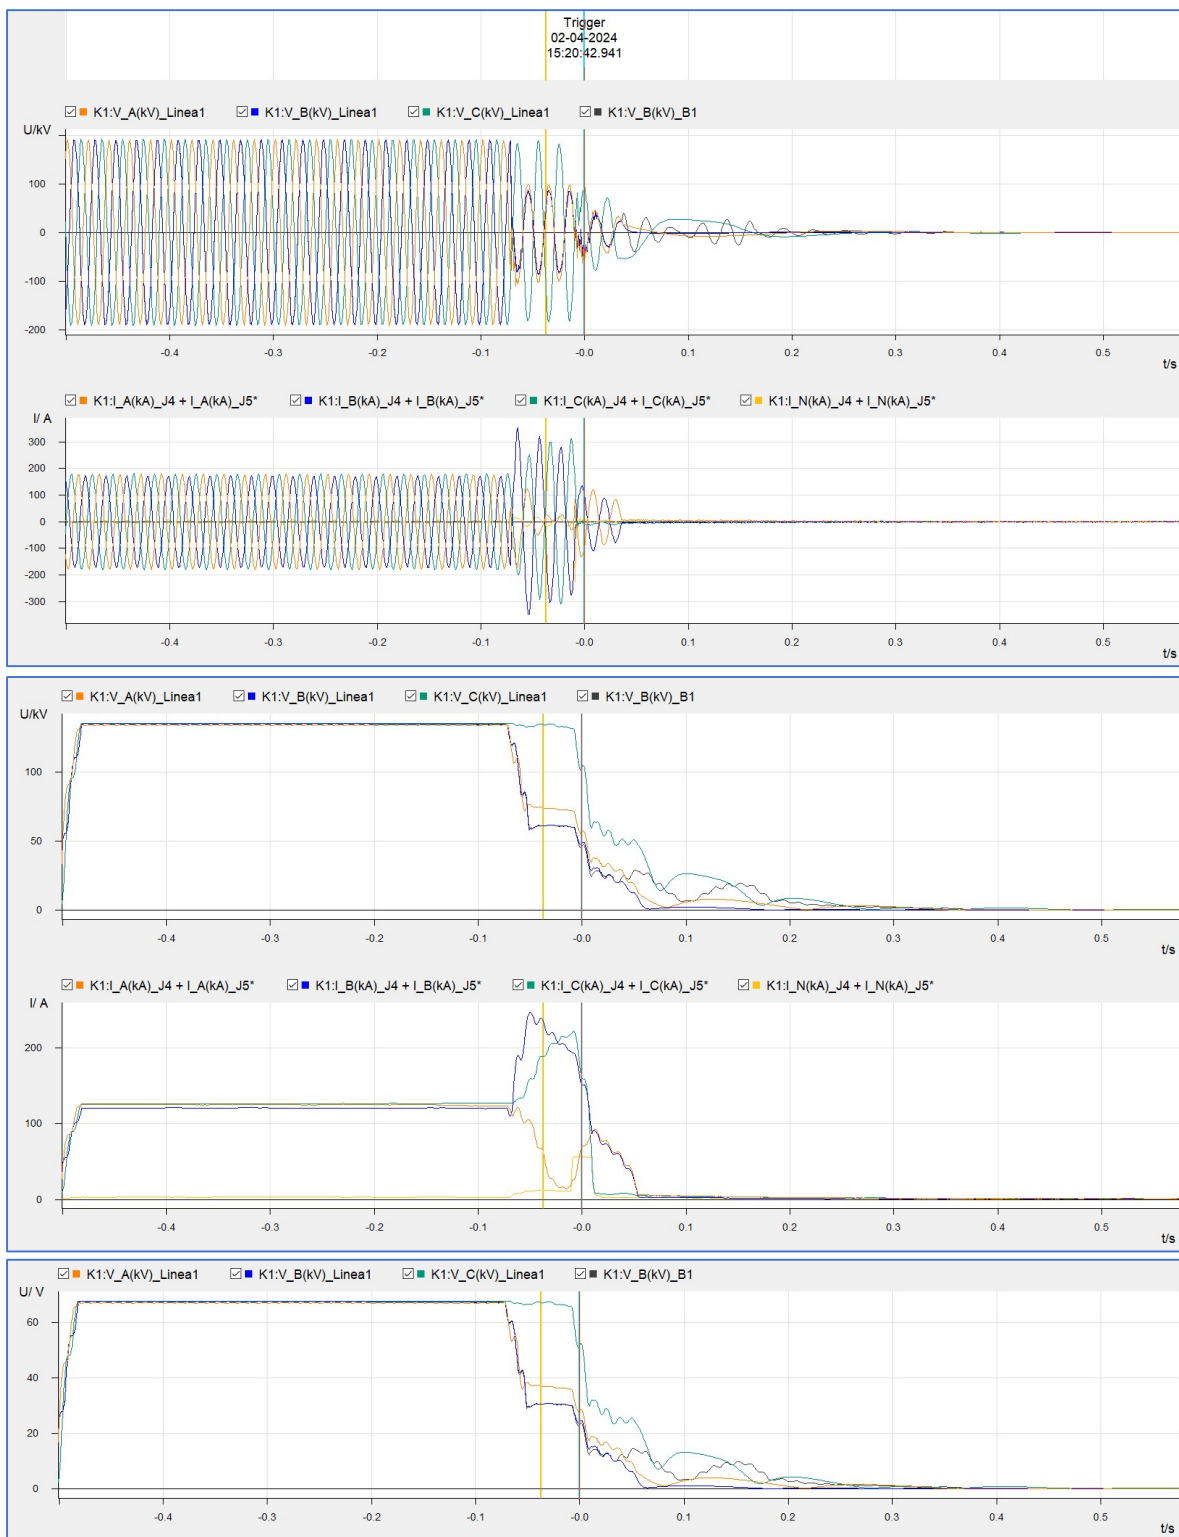 Trigger
02-04-2024
15:20:42.941
K1:V_A(kV)_Linea1 K1:V_B(kV)_Linea1 K1:V_C(kV)_Linea1 K1:V_B(kV)_B1
U/kV
100
0
-100
-200
-0.4 -0.3 -0.2 -0.1 -0.0 0.1 0.2 0.3 0.4 0.5
t/s
K1:I_A(kA)_J4 + I_A(kA)_J5* K1:I_B(kA)_J4 + I_B(kA)_J5* K1:I_C(kA)_J4 + I_C(kA)_J5* K1:I_N(kA)_J4 + I_N(kA)_J5*
I/ A
300
200
100
0
-100
-200
-300
-0.4 -0.3 -0.2 -0.1 -0.0 0.1 0.2 0.3 0.4 0.5
t/s
K1:V_A(kV)_Linea1 K1:V_B(kV)_Linea1 K1:V_C(kV)_Linea1 K1:V_B(kV)_B1
U/kV
100
50
0
-0.4 -0.3 -0.2 -0.1 -0.0 0.1 0.2 0.3 0.4 0.5
t/s
K1:I_A(kA)_J4 + I_A(kA)_J5* K1:I_B(kA)_J4 + I_B(kA)_J5* K1:I_C(kA)_J4 + I_C(kA)_J5* K1:I_N(kA)_J4 + I_N(kA)_J5*
I/ A
200
100
0
-0.4 -0.3 -0.2 -0.1 -0.0 0.1 0.2 0.3 0.4 0.5
t/s
K1:V_A(kV)_Linea1 K1:V_B(kV)_Linea1 K1:V_C(kV)_Linea1 K1:V_B(kV)_B1
U/ V
60
40
20
0
-0.4 -0.3 -0.2 -0.1 -0.0 0.1 0.2 0.3 0.4 0.5
t/s